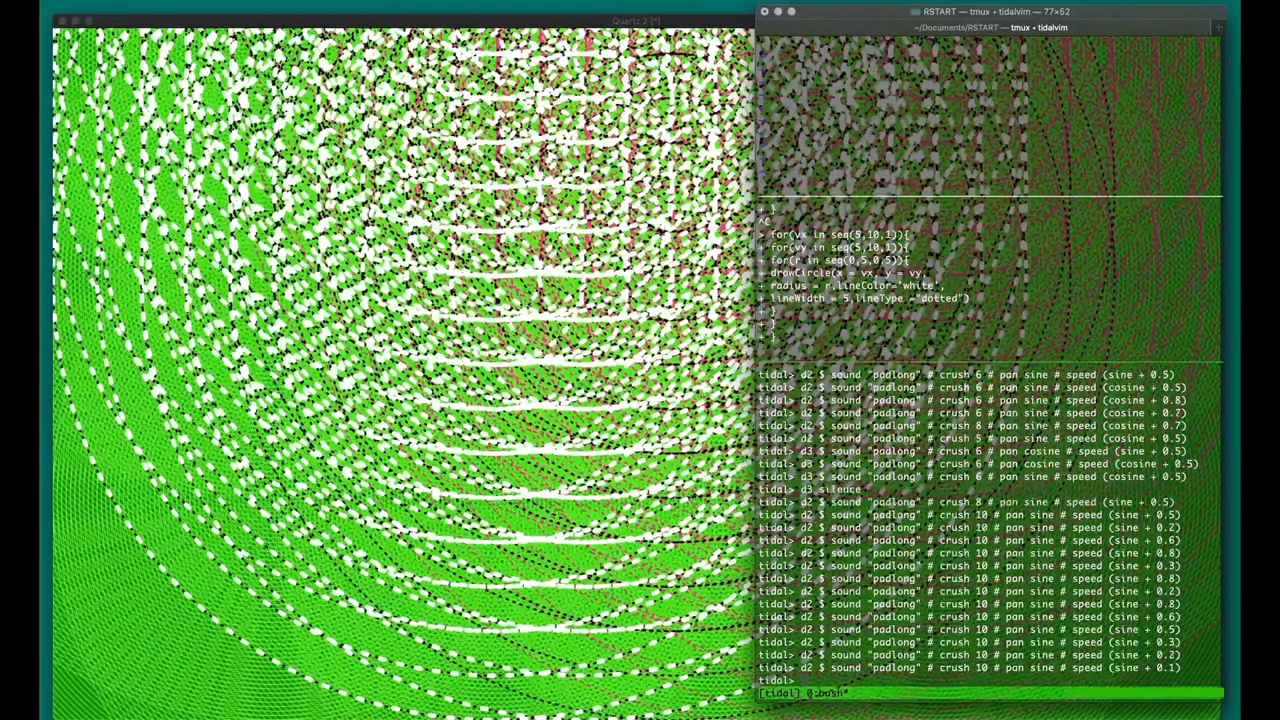 Quartz 2 [*]
RSTART — tmux • tidalvim — 77×52
~/Documents/RSTART — tmux • tidalvim
+ }
^C ^C
> for(vx in seq(5,10,1)){
+ for(vy in seq(5,10,1)){
+ for(r in seq(0,5,0.5)){
+ drawCircle(x = vx, y = vy,
+ radius = r,lineColor='white',
+ lineWidth = 5,lineType ="dotted")
+ }
+ }
+ }
tidal> d2 $ sound "padlong" # crush 6 # pan sine # speed (sine + 0.5)
tidal> d2 $ sound "padlong" # crush 6 # pan sine # speed (cosine + 0.5)
tidal> d2 $ sound "padlong" # crush 6 # pan sine # speed (cosine + 0.8)
tidal> d2 $ sound "padlong" # crush 6 # pan sine # speed (cosine + 0.7)
tidal> d2 $ sound "padlong" # crush 8 # pan sine # speed (cosine + 0.7)
tidal> d2 $ sound "padlong" # crush 5 # pan sine # speed (cosine + 0.5)
tidal> d3 $ sound "padlong" # crush 6 # pan cosine # speed (sine + 0.5)
tidal> d3 $ sound "padlong" # crush 6 # pan cosine # speed (cosine + 0.5)
tidal> d3 $ sound "padlong" # crush 6 # pan sine # speed (cosine + 0.5)
tidal> d3 silence
tidal> d2 $ sound "padlong" # crush 8 # pan sine # speed (sine + 0.5)
tidal> d2 $ sound "padlong" # crush 10 # pan sine # speed (sine + 0.5)
tidal> d2 $ sound "padlong" # crush 10 # pan sine # speed (sine + 0.2)
tidal> d2 $ sound "padlong" # crush 10 # pan sine # speed (sine + 0.6)
tidal> d2 $ sound "padlong" # crush 10 # pan sine # speed (sine + 0.8)
tidal> d2 $ sound "padlong" # crush 10 # pan sine # speed (sine + 0.3)
tidal> d2 $ sound "padlong" # crush 10 # pan sine # speed (sine + 0.8)
tidal> d2 $ sound "padlong" # crush 10 # pan sine # speed (sine + 0.2)
tidal> d2 $ sound "padlong" # crush 10 # pan sine # speed (sine + 0.8)
tidal> d2 $ sound "padlong" # crush 10 # pan sine # speed (sine + 0.6)
tidal> d2 $ sound "padlong" # crush 10 # pan sine # speed (sine + 0.5)
tidal> d2 $ sound "padlong" # crush 10 # pan sine # speed (sine + 0.3)
tidal> d2 $ sound "padlong" # crush 10 # pan sine # speed (sine + 0.2)
tidal> d2 $ sound "padlong" # crush 10 # pan sine # speed (sine + 0.1)
tidal>
[tidal] 0:bash*